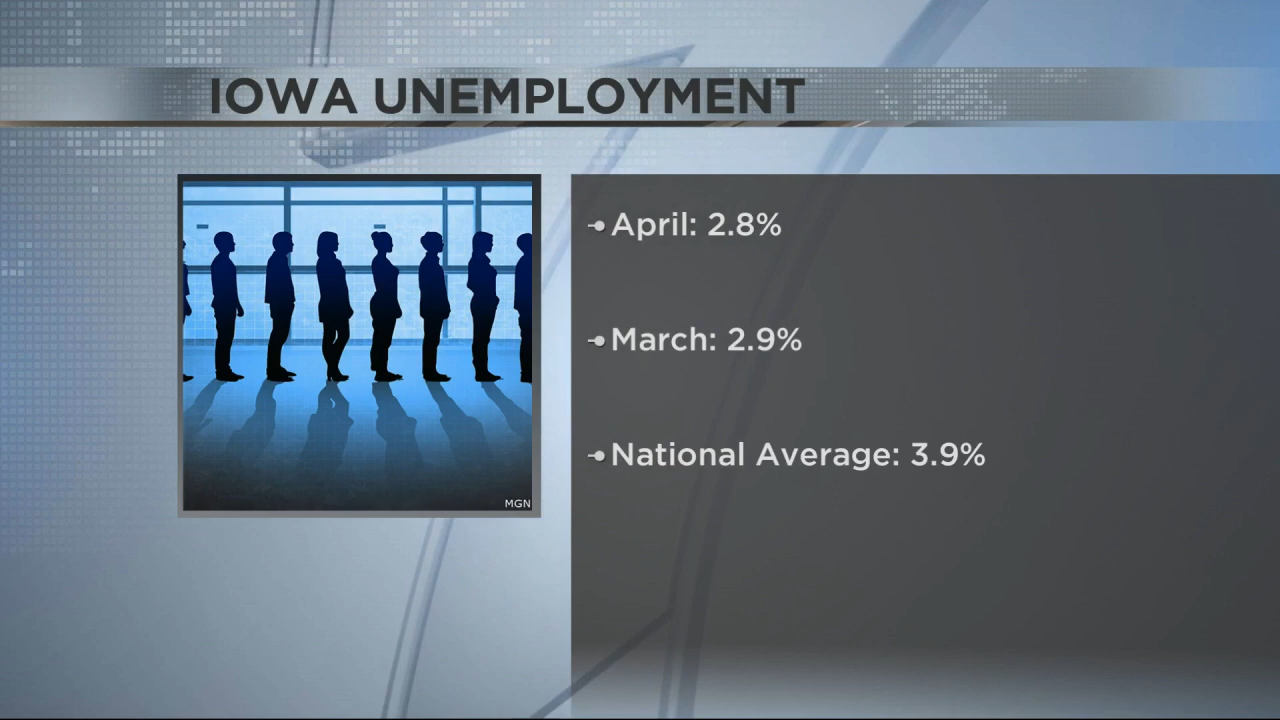 IOWA UNEMPLOYMENT
April: 2.8%
March: 2.9%
National Average: 3.9%
MGN